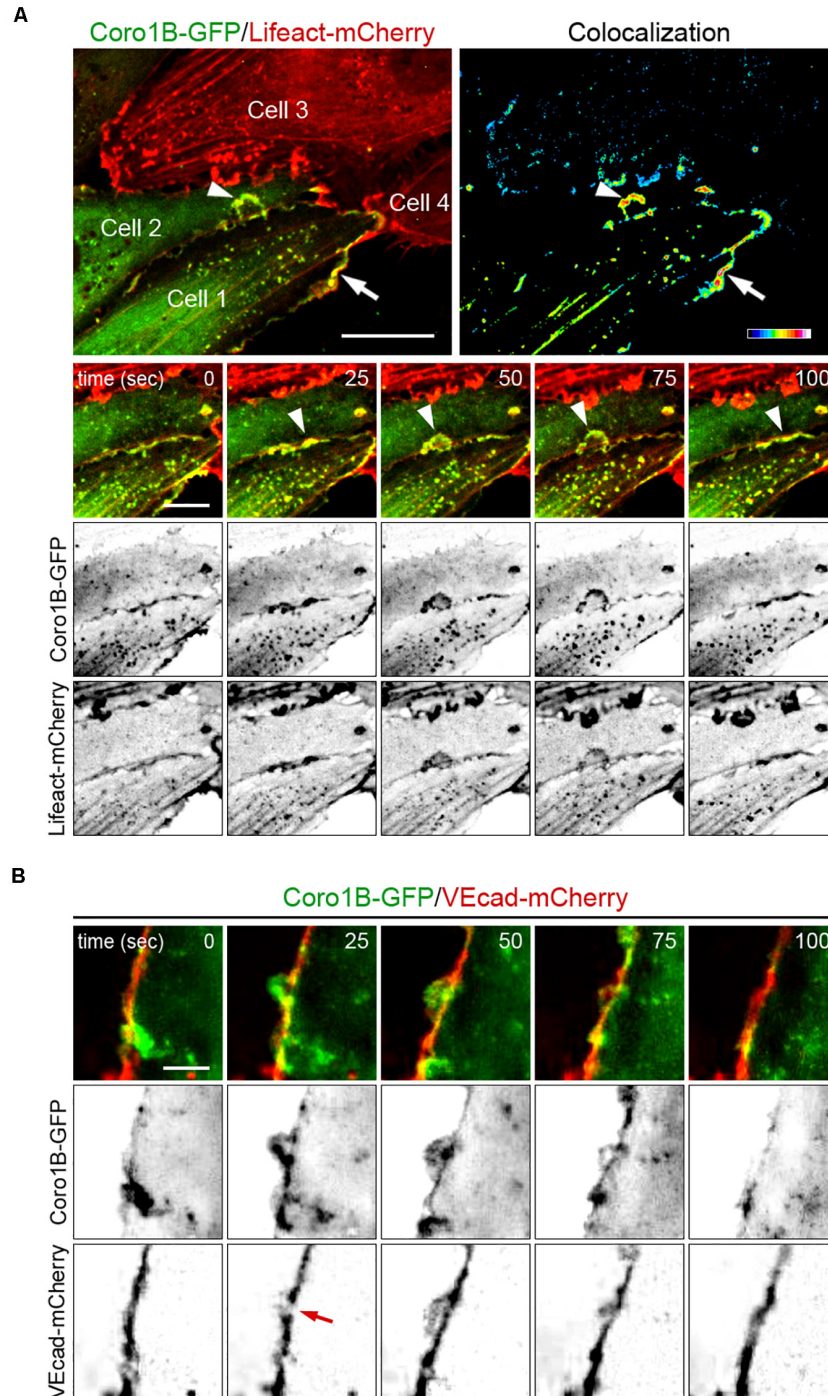 A
Coro1B-GFP/Lifeact-mCherry
Colocalization
Cell 3
Cell 4
Cell 2
Cell 1
time (sec) 0
25
50
75
100
Coro1B-GFP
Lifeact-mCherry
B
Coro1B-GFP/VEcad-mCherry
time (sec) 0
25
50
75
100
Coro1B-GFP
VEcad-mCherry